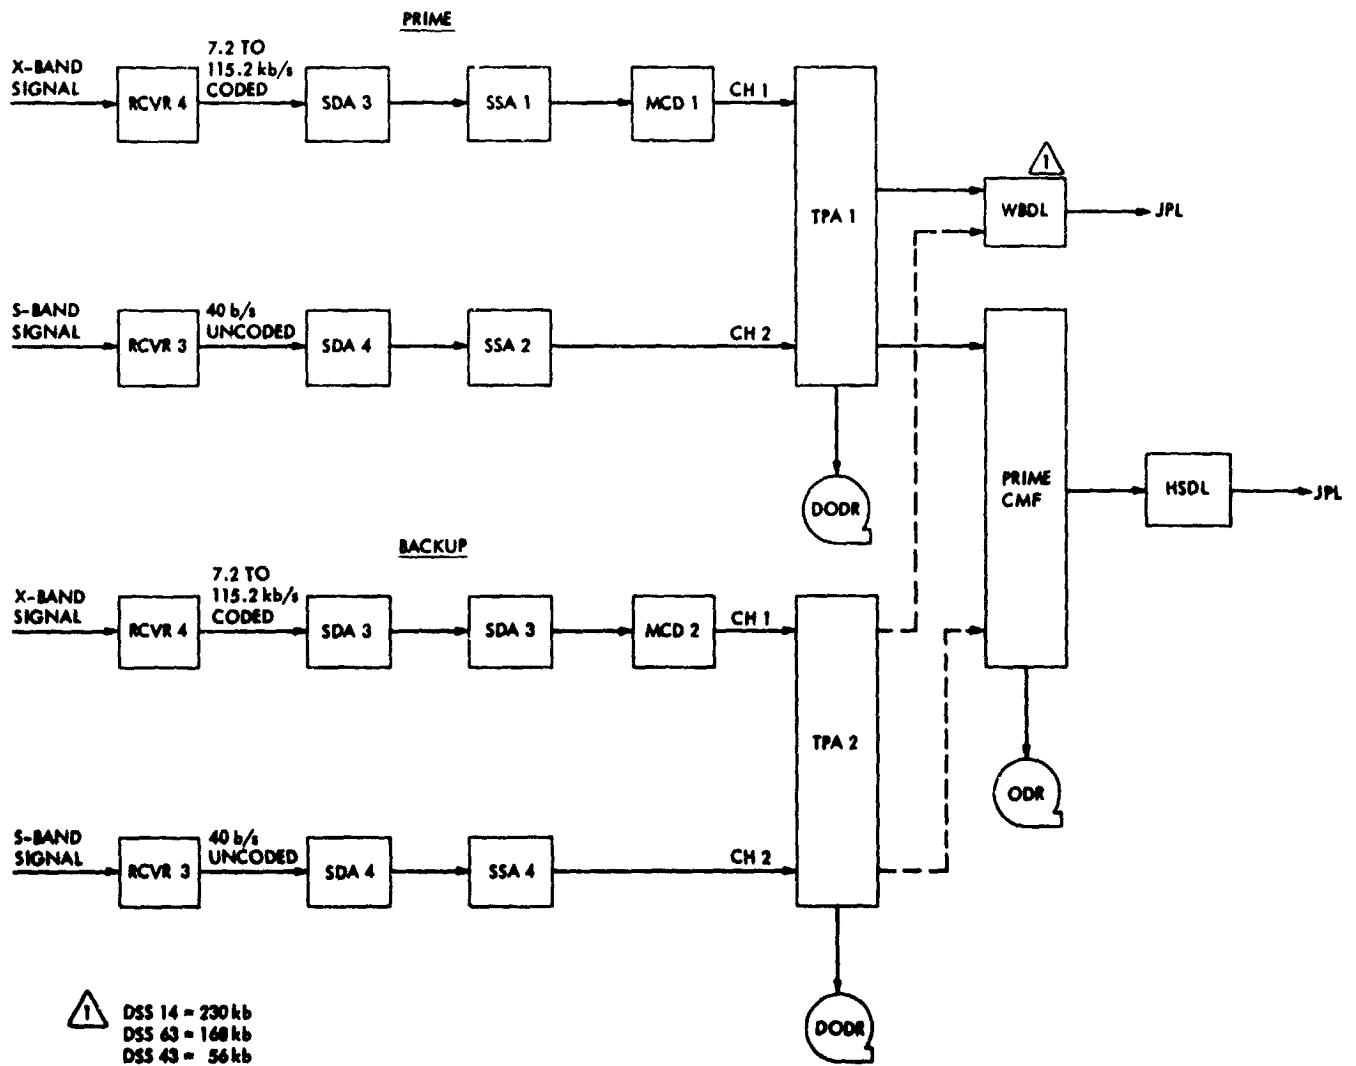 PRIME
X-BAND
SIGNAL
RCVR 4
7.2 TO
115.2 kb/s
CODED
SDA 3
SSA 1
MCD 1
CH 1
TPA 1
1
WBDL
JPL
S-BAND
SIGNAL
RCVR 3
40 b/s
UNCODED
SDA 4
SSA 2
CH 2
DODR
PRIME
CMF
HSDL
JPL
BACKUP
X-BAND
SIGNAL
RCVR 4
7.2 TO
115.2 kb/s
CODED
SDA 3
SDA 3
MCD 2
CH 1
TPA 2
ODR
S-BAND
SIGNAL
RCVR 3
40 b/s
UNCODED
SDA 4
SSA 4
CH 2
DODR
1 DSS 14 = 230 kb
DSS 63 = 168 kb
DSS 43 = 56 kb